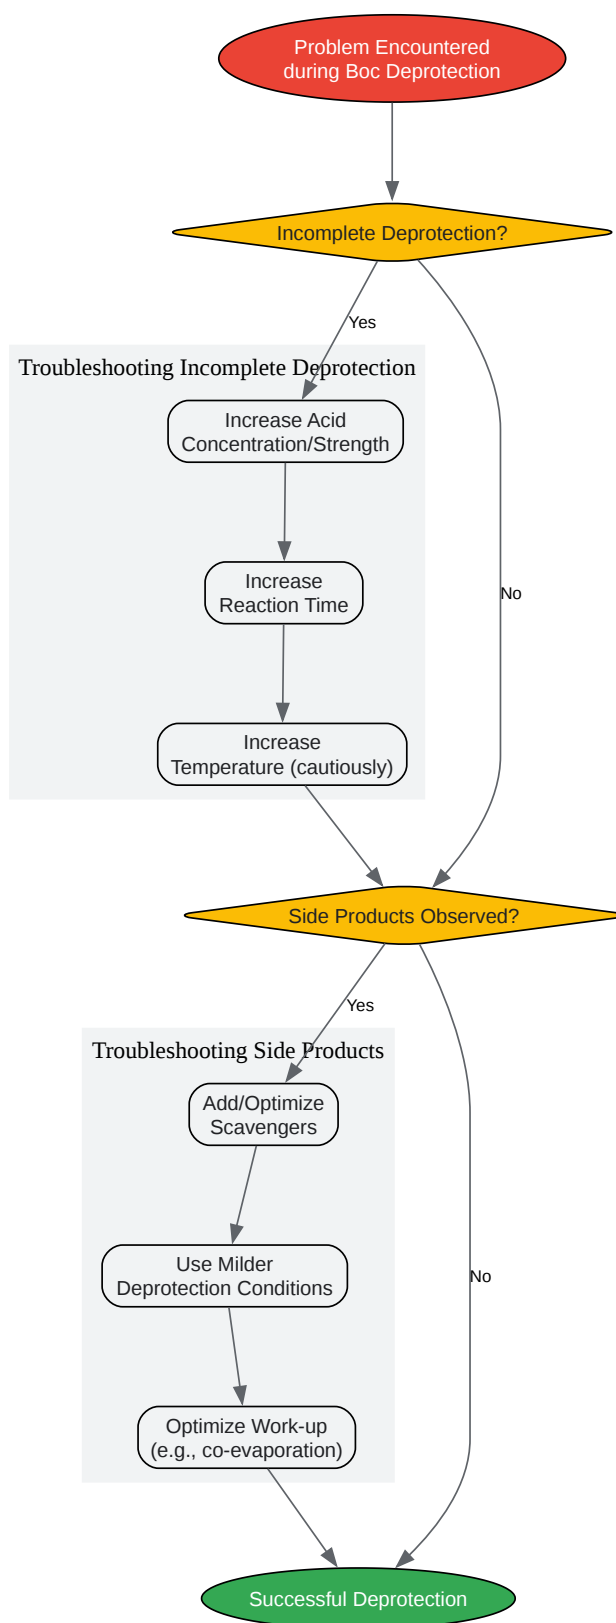 Problem Encountered
during Boc Deprotection
Incomplete Deprotection?
Yes
Troubleshooting Incomplete Deprotection
Increase Acid
Concentration/Strength
Increase
Reaction Time
No
Increase
Temperature (cautiously)
Side Products Observed?
Yes
Troubleshooting Side Products
Add/Optimize
Scavengers
Use Milder
Deprotection Conditions
No
Optimize Work-up
(e.g., co-evaporation)
Successful Deprotection